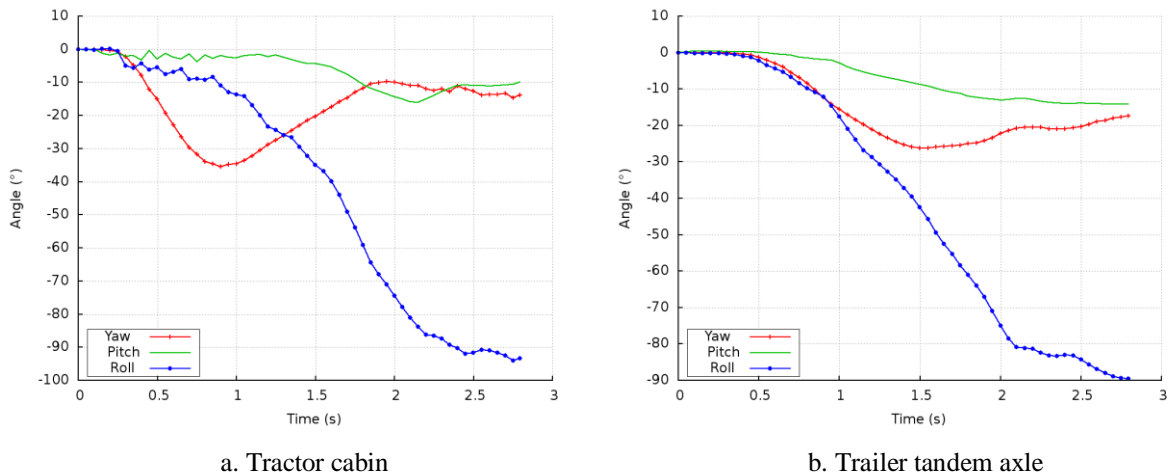 10
0
-10
-20
-30
-40
-50
-60
-70
-80
-90
-100
Angle (°)
Yaw
Pitch
Roll
0 0.5 1 1.5 2 2.5 3
Time (s)
a. Tractor cabin
10
0
-10
-20
-30
-40
-50
-60
-70
-80
-90
Angle (°)
Yaw
Pitch
Roll
0 0.5 1 1.5 2 2.5 3
Time (s)
b. Trailer tandem axle